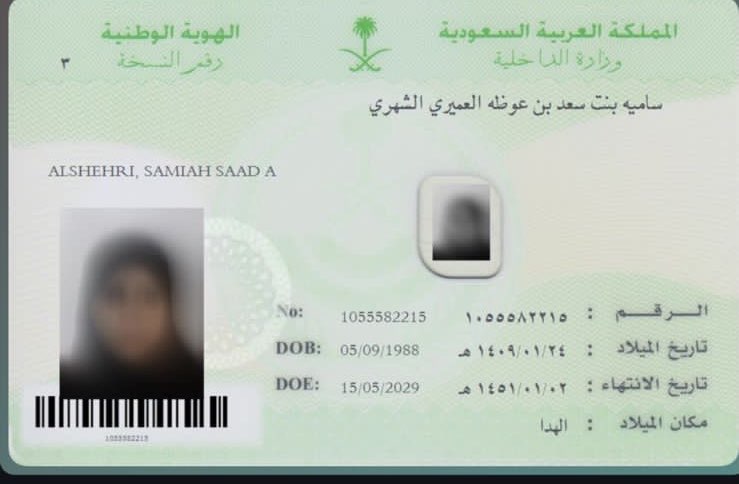 المملكة العربية السعودية
الهوية الوطنية
وزارة الداخلية
رقم النسخة ٣
ساميه بنت سعد بن عوظه العميري الشهري
ALSHEHRI, SAMIAH SAAD A
الرقم : ١٠٥٥٥٨٢٢١٥ 1055582215 No:
تاريخ الميلاد : ١٤٠٩/٠١/٢٤ هـ 05/09/1988 DOB:
تاريخ الانتهاء : ١٤٥١/٠١/٠٢ هـ 15/05/2029 DOE:
مكان الميلاد : الهدا
1055582215